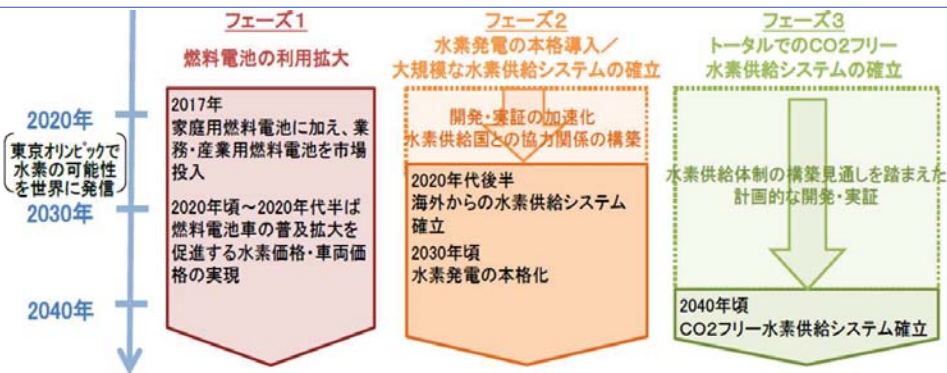 フェーズ1
燃料電池の利用拡大
フェーズ2
水素発電の本格導入／
大規模な水素供給システムの確立
フェーズ3
トータルでのCO2フリー
水素供給システムの確立
2020年
東京オリンピックで
水素の可能性
を世界に発信
2030年
2040年
2017年
家庭用燃料電池に加え、業
務・産業用燃料電池を市場
投入
2020年頃～2020年代半ば
燃料電池車の普及拡大を
促進する水素価格・車両価
格の実現
開発・実証の加速化
水素供給国との協力関係の構築
2020年代後半
海外からの水素供給システム
確立
2030年頃
水素発電の本格化
水素供給体制の構築見通しを踏まえた
計画的な開発・実証
2040年頃
CO2フリー水素供給システム確立